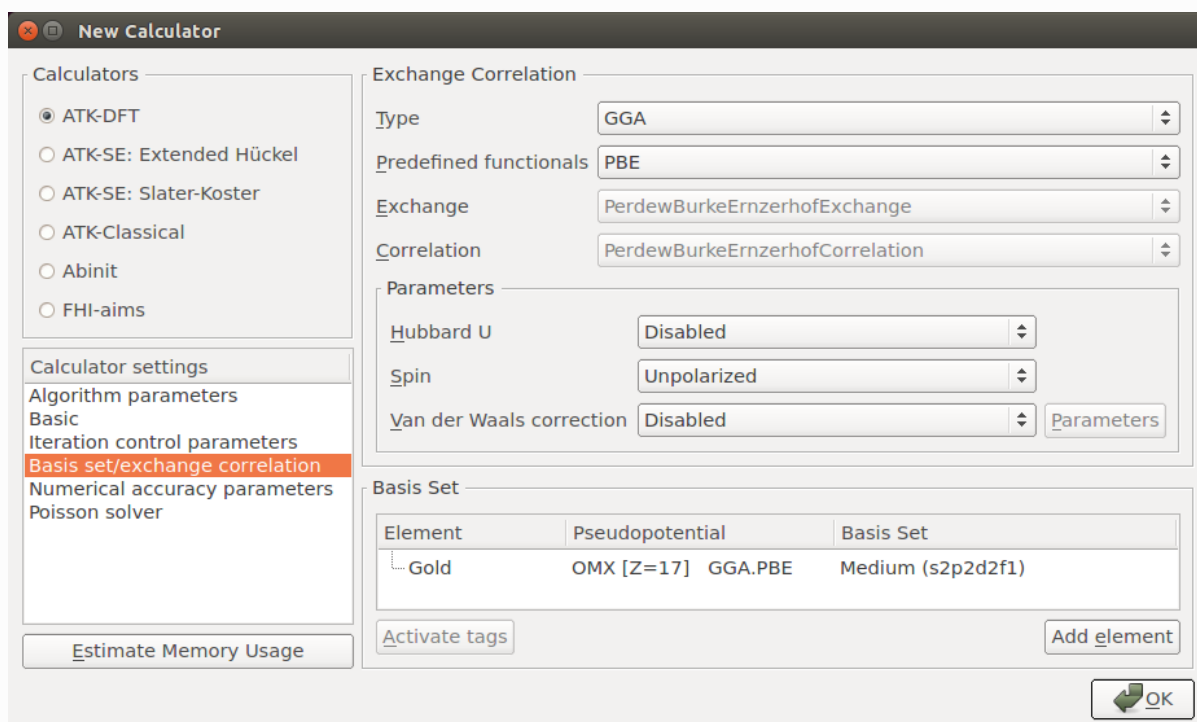 New Calculator
Calculators
ATK-DFT
ATK-SE: Extended Hückel
ATK-SE: Slater-Koster
ATK-Classical
Abinit
FHI-aims
Calculator settings
Algorithm parameters
Basic
Iteration control parameters
Basis set/exchange correlation
Numerical accuracy parameters
Poisson solver
Estimate Memory Usage
Exchange Correlation
Type GGA
Predefined functionals PBE
Exchange PerdewBurkeErnzerhofExchange
Correlation PerdewBurkeErnzerhofCorrelation
Parameters
Hubbard U Disabled
Spin Unpolarized
Van der Waals correction Disabled Parameters
Basis Set
Element Pseudopotential Basis Set
Gold OMX [Z=17] GGA.PBE Medium (s2p2d2f1)
Activate tags Add element
OK